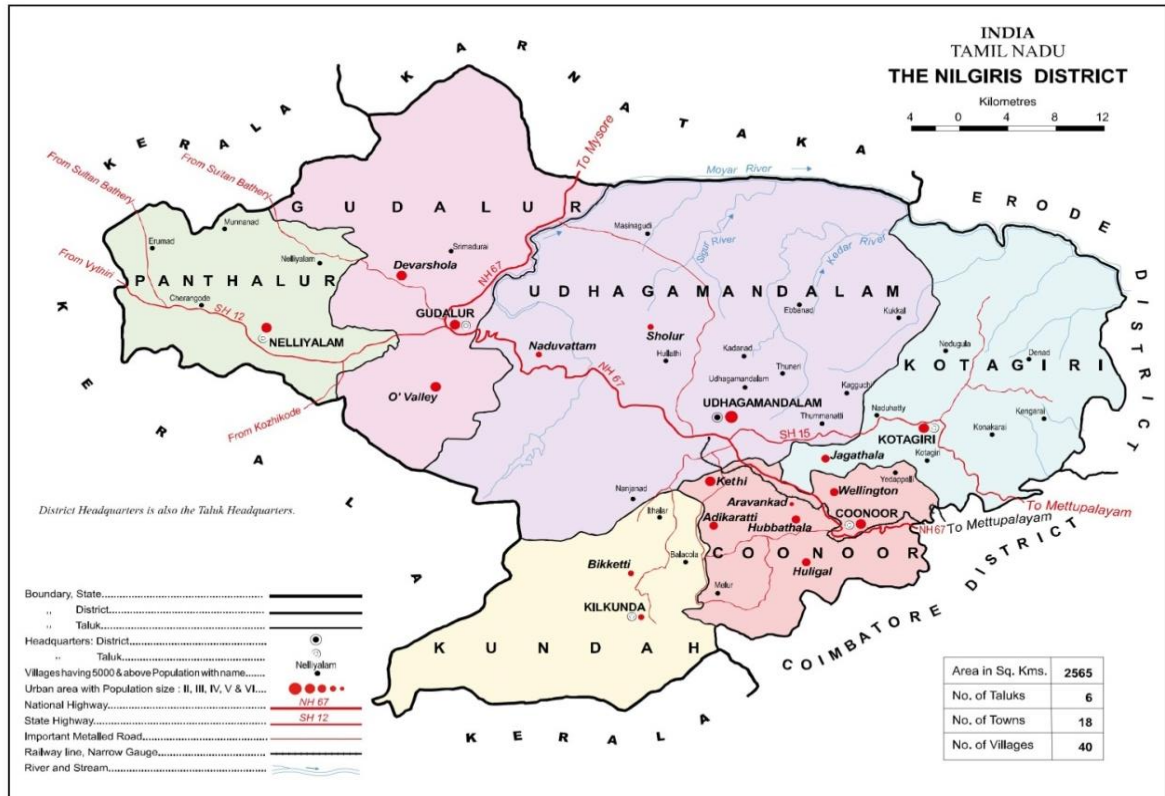 INDIA
TAMIL NADU
THE NILGIRIS DISTRICT
Kilometres
4 0 4 8 12
KARNATAKA
KERALA
From Sultan Bathery
From Sultan Bathery
To Mysore
Moyar River
ERODE DISTRICT
GUDALUR
Munnanad
Masinagudi
Erumad
Nelliyalam
Srimadurai
Sigur River
Kedar River
From Vythiri
PANTHALUR
Devarshola
NH 67
UDHAGAMANDALAM
Cherangode
SH 12
GUDALUR
Ebbanad
Kukkal
NELLIYALAM
Sholur
Naduvattam
Hullathi
Kadanad
Nedugula
Denad
KOTAGIRI
NH 67
Thuneri
O' Valley
Udhagamandalam
Kagguchi
From Kozhikode
UDHAGAMANDALAM
Thummanatti
Naduhatty
Kengarai
SH 15
KOTAGIRI
Konakarai
KERALA
Jagathala
Kotagiri
Yedappalli
Kethi
Wellington
Nanjanad
Aravankad
To Mettupalayam
District Headquarters is also the Taluk Headquarters.
Ithalar
Adikaratti
Hubbathala
COONOOR
NH 67
To Mettupalayam
COONOOR
Balacola
Bikketti
Huligal
COIMBATORE DISTRICT
Melur
KILKUNDA
KUNDAH
KERALA
Boundary, State
,, District
,, Taluk
Headquarters: District
,, Taluk
Nelliyalam
Villages having 5000 & above Population with name
Urban area with Population size : II, III, IV, V & VI
National Highway NH 67
State Highway SH 12
Important Metalled Road
Railway line, Narrow Gauge
River and Stream
Area in Sq. Kms. 2565
No. of Taluks 6
No. of Towns 18
No. of Villages 40